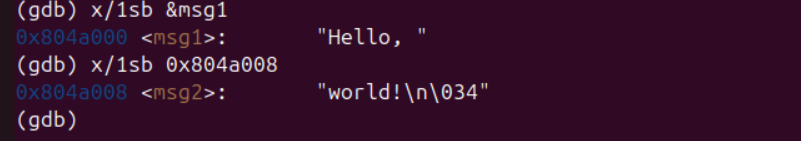 (gdb) x/1sb &msg1
0x804a000 <msg1>: "Hello, "
(gdb) x/1sb 0x804a008
0x804a008 <msg2>: "world!\n\034"
(gdb)